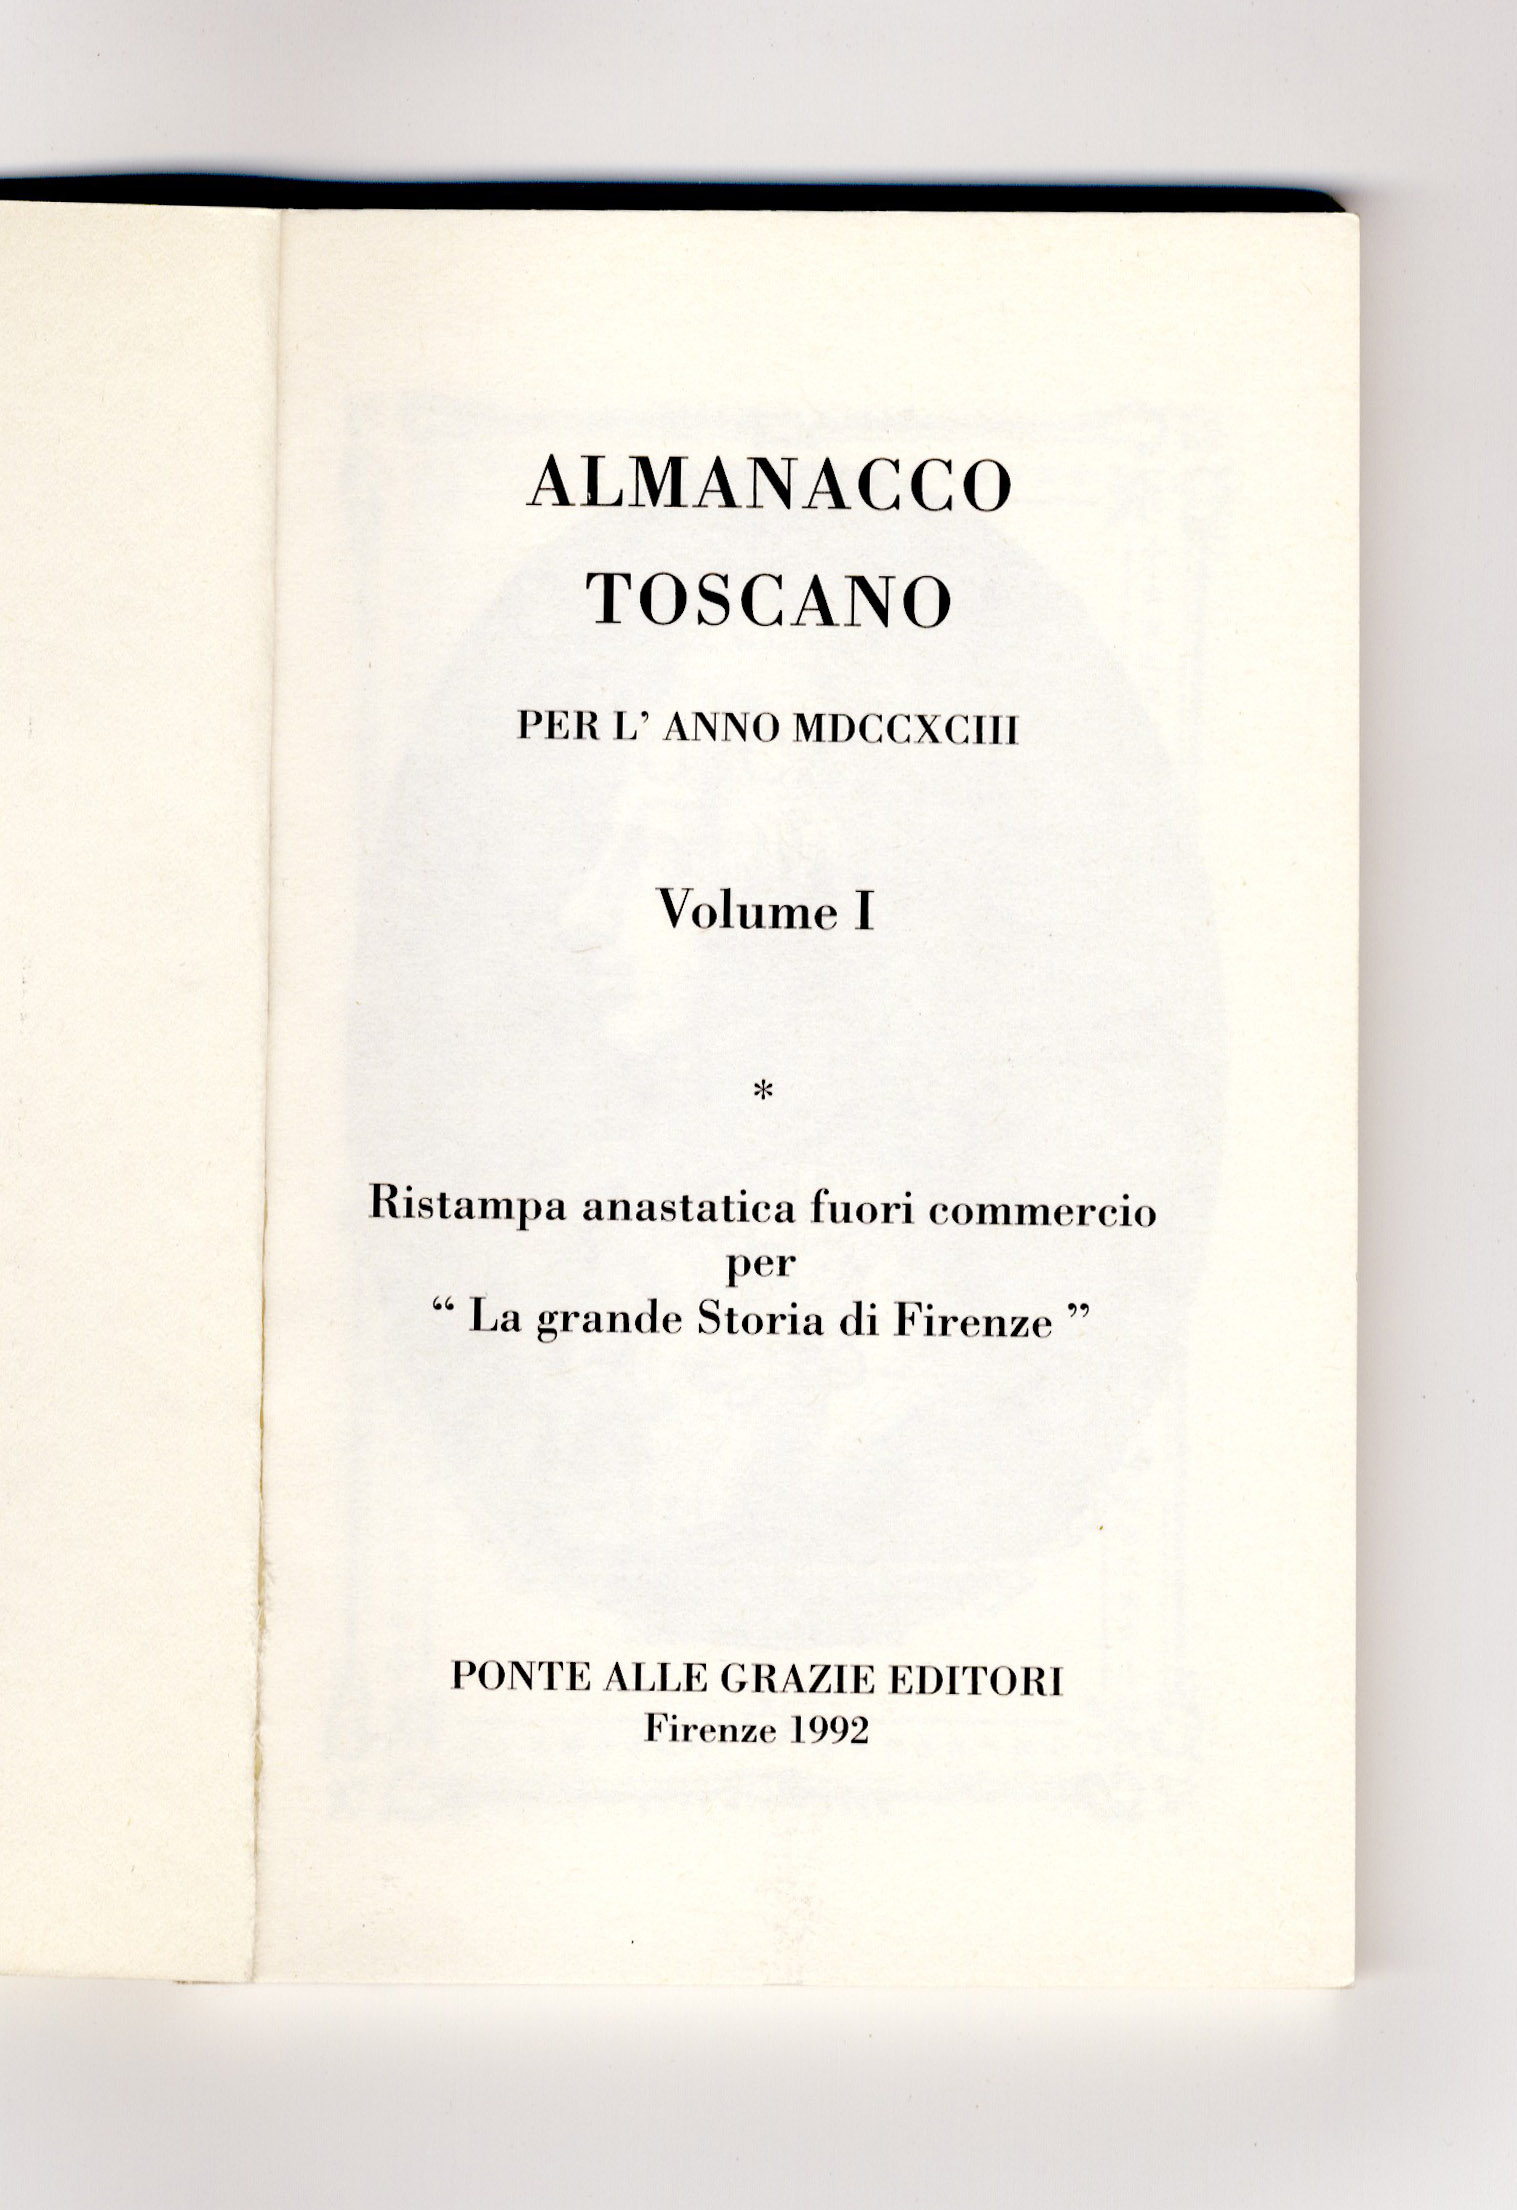 ALMANACCO
TOSCANO
PER L' ANNO MDCCXCIII
Volume I
*
Ristampa anastatica fuori commercio
per
“ La grande Storia di Firenze ”
PONTE ALLE GRAZIE EDITORI
Firenze 1992